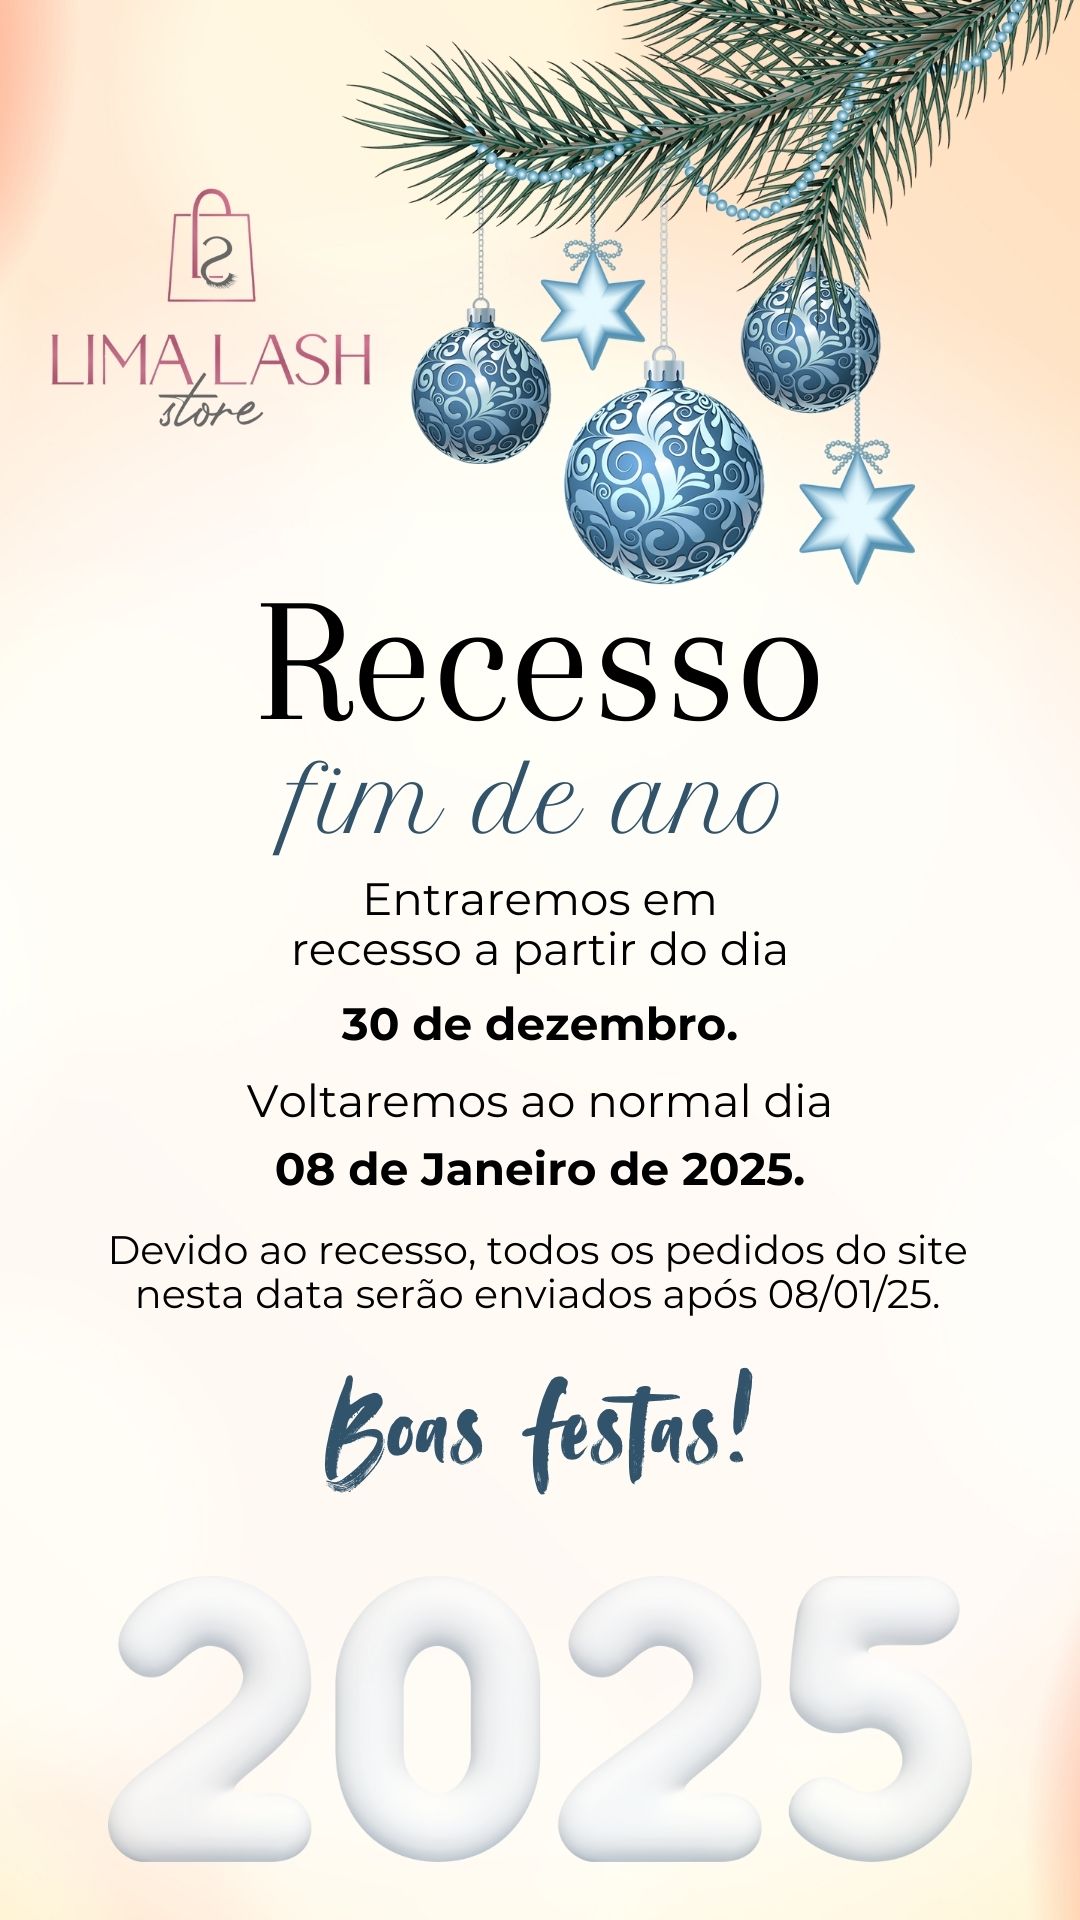 LIMA LASH
store
Recesso
fim de ano
Entraremos em
recesso a partir do dia
30 de dezembro.
Voltaremos ao normal dia
08 de Janeiro de 2025.
Devido ao recesso, todos os pedidos do site
nesta data serão enviados após 08/01/25.
Boas festas!
2025